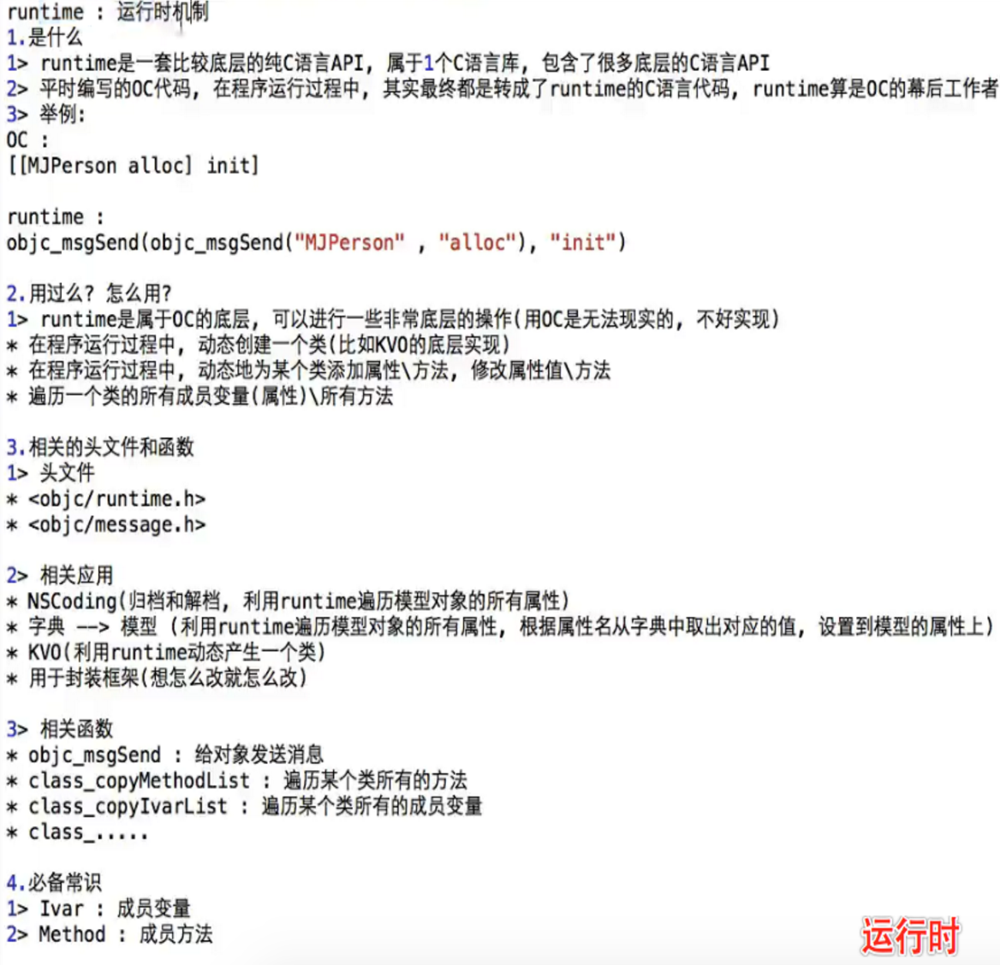 runtime : 运行时机制
1.是什么
1> runtime是一套比较底层的纯C语言API, 属于1个C语言库, 包含了很多底层的C语言API
2> 平时编写的OC代码, 在程序运行过程中, 其实最终都是转成了runtime的C语言代码, runtime算是OC的幕后工作者
3> 举例:
OC :
[[MJPerson alloc] init]
runtime :
objc_msgSend(objc_msgSend("MJPerson" , "alloc"), "init")
2.用过么? 怎么用?
1> runtime是属于OC的底层, 可以进行一些非常底层的操作(用OC是无法现实的, 不好实现)
* 在程序运行过程中, 动态创建一个类(比如KVO的底层实现)
* 在程序运行过程中, 动态地为某个类添加属性\方法, 修改属性值\方法
* 遍历一个类的所有成员变量(属性)\所有方法
3.相关的头文件和函数
1> 头文件
* <objc/runtime.h>
* <objc/message.h>
2> 相关应用
* NSCoding(归档和解档, 利用runtime遍历模型对象的所有属性)
* 字典 --> 模型 (利用runtime遍历模型对象的所有属性, 根据属性名从字典中取出对应的值, 设置到模型的属性上)
* KVO(利用runtime动态产生一个类)
* 用于封装框架(想怎么改就怎么改)
3> 相关函数
* objc_msgSend : 给对象发送消息
* class_copyMethodList : 遍历某个类所有的方法
* class_copyIvarList : 遍历某个类所有的成员变量
* class_.....
4.必备常识
1> Ivar : 成员变量
2> Method : 成员方法
运行时